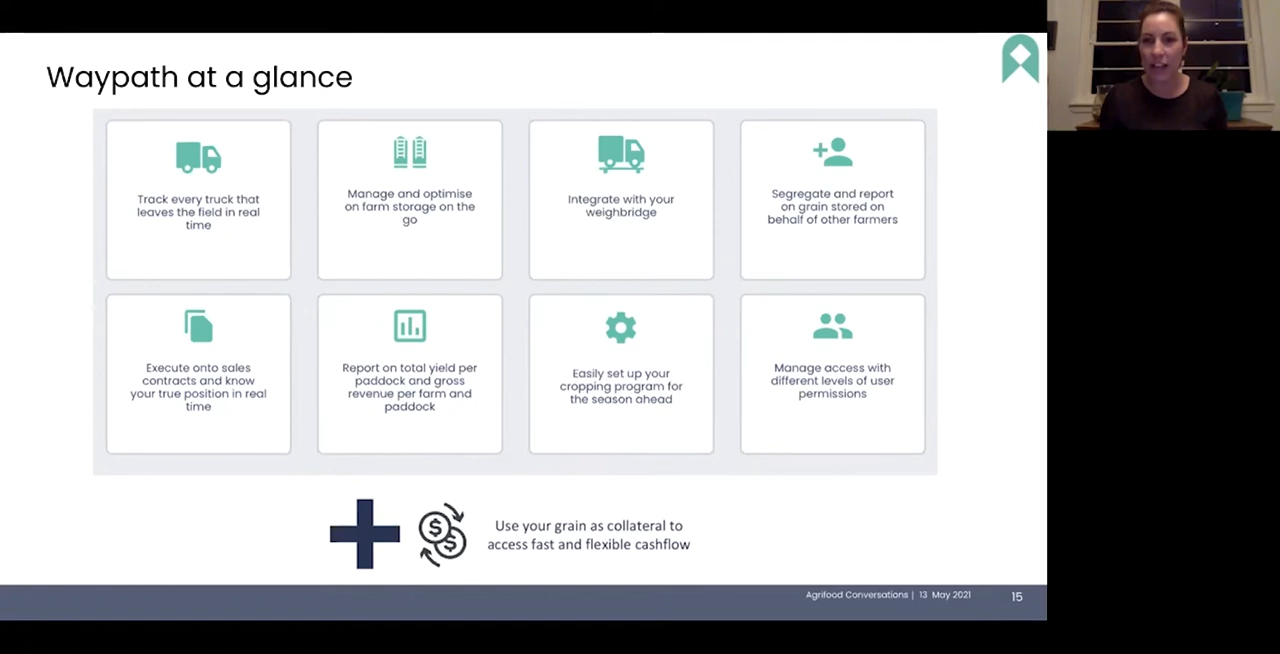 Waypath at a glance
Track every truck that
leaves the field in real
time
Manage and optimise
on farm storage on the
go
Integrate with your
weighbridge
Segregate and report
on grain stored on
behalf of other farmers
Execute onto sales
contracts and know
your true position in real
time
Report on total yield per
paddock and gross
revenue per farm and
paddock
Easily set up your
cropping program for
the season ahead
Manage access with
different levels of user
permissions
Use your grain as collateral to
access fast and flexible cashflow
Agrifood Conversations | 13 May 2021
15